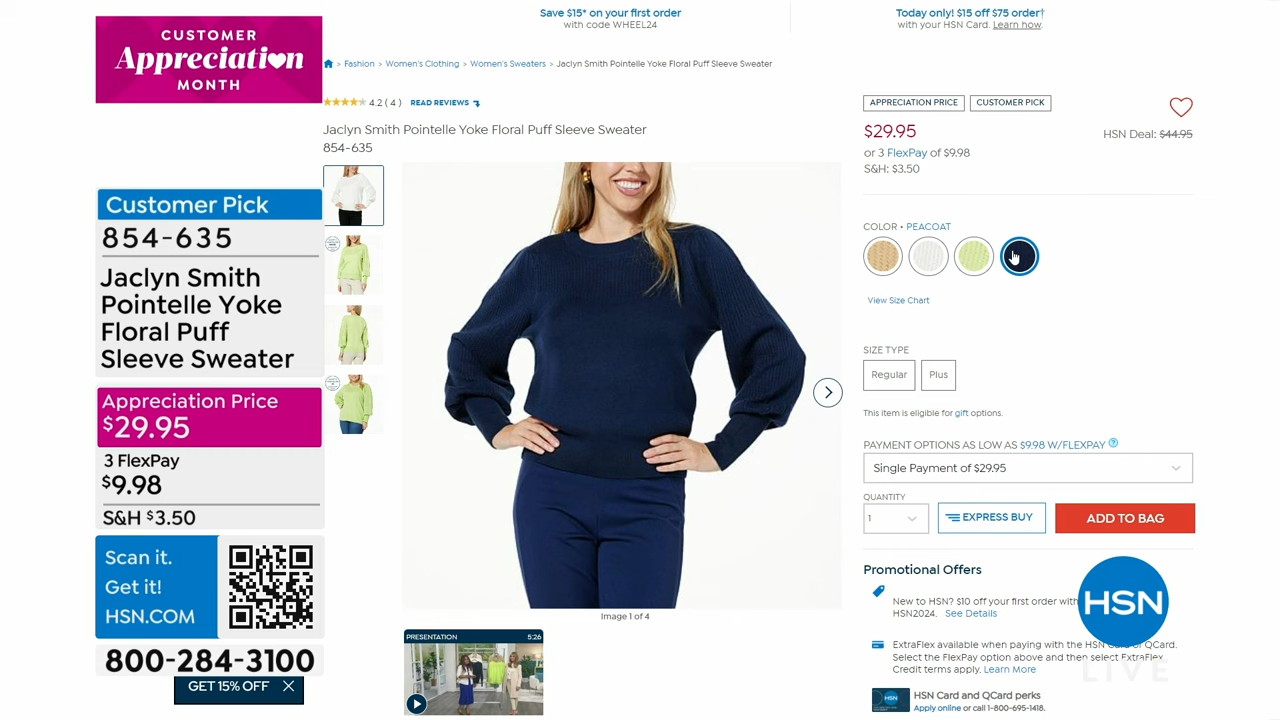 CUSTOMER
Appreciation
MONTH
Save $15* on your first order
with code WHEEL24
Today only! $15 off $75 order†
with your HSN Card. Learn how.
> Fashion > Women's Clothing > Women's Sweaters > Jaclyn Smith Pointelle Yoke Floral Puff Sleeve Sweater
4.2 ( 4 ) READ REVIEWS
Jaclyn Smith Pointelle Yoke Floral Puff Sleeve Sweater
854-635
Customer Pick
854-635
Jaclyn Smith
Pointelle Yoke
Floral Puff
Sleeve Sweater
Appreciation Price
$29.95
3 FlexPay
$9.98
S&H $3.50
Scan it.
Get it!
HSN.COM
800-284-3100
GET 15% OFF
Image 1 of 4
PRESENTATION 5:26
APPRECIATION PRICE CUSTOMER PICK
$29.95 HSN Deal: $44.95
or 3 FlexPay of $9.98
S&H: $3.50
COLOR • PEACOAT
View Size Chart
SIZE TYPE
Regular Plus
This item is eligible for gift options.
PAYMENT OPTIONS AS LOW AS $9.98 W/FLEXPAY ?
Single Payment of $29.95
QUANTITY
1 EXPRESS BUY ADD TO BAG
Promotional Offers
New to HSN? $10 off your first order with
HSN2024. See Details
ExtraFlex available when paying with the HSN Card or QCard.
Select the FlexPay option above and then select ExtraFlex.
Credit terms apply. Learn More
HSN Card and QCard perks
Apply online or call 1-800-695-1418.
HSN
LIVE